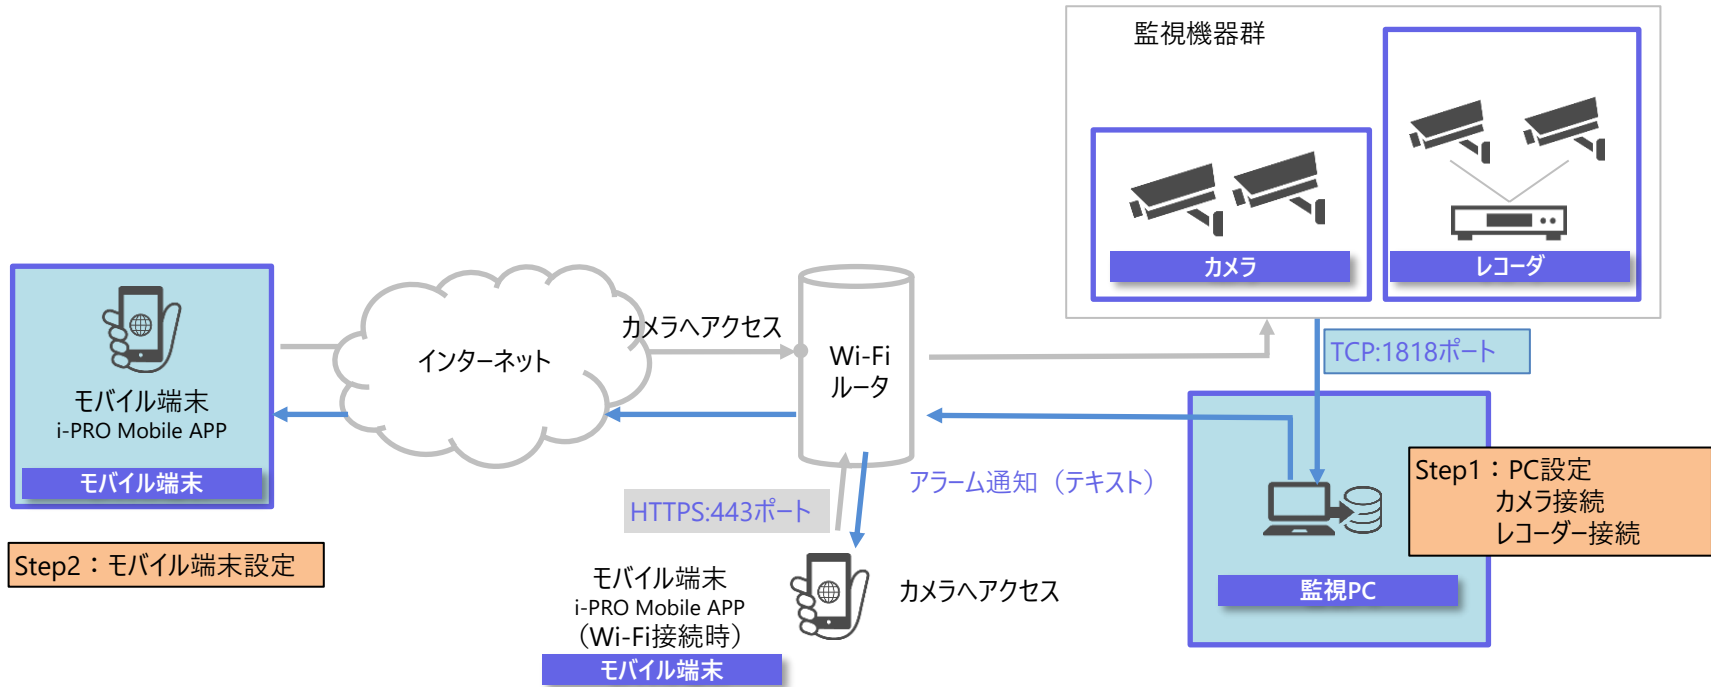 監視機器群
カメラ
レコーダ
カメラへアクセス
インターネット
Wi-Fi
ルータ
TCP:1818ポート
モバイル端末
i-PRO Mobile APP
モバイル端末
Step1：PC設定
カメラ接続
レコーダー接続
アラーム通知（テキスト）
HTTPS:443ポート
Step2：モバイル端末設定
モバイル端末
i-PRO Mobile APP
（Wi-Fi接続時）
モバイル端末
カメラへアクセス
監視PC